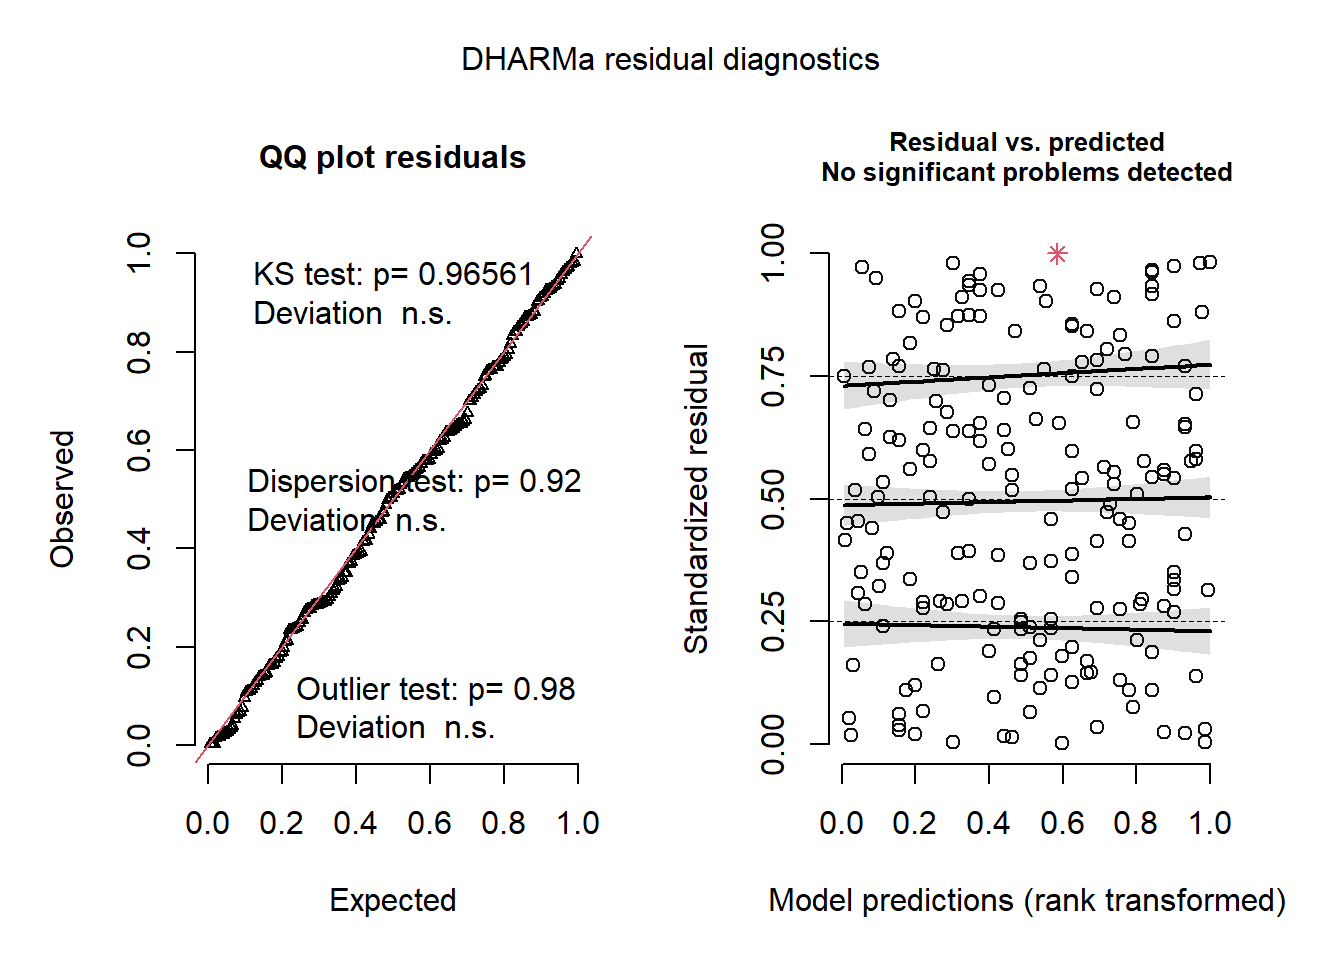 DHARMa residual diagnostics
QQ plot residuals
KS test: p= 0.96561
Deviation  n.s.
Dispersion test: p= 0.92
Deviation  n.s.
Outlier test: p= 0.98
Deviation  n.s.
Observed
0.0 0.2 0.4 0.6 0.8 1.0
0.0 0.2 0.4 0.6 0.8 1.0
Expected
Residual vs. predicted
No significant problems detected
Standardized residual
0.00 0.25 0.50 0.75 1.00
0.0 0.2 0.4 0.6 0.8 1.0
Model predictions (rank transformed)